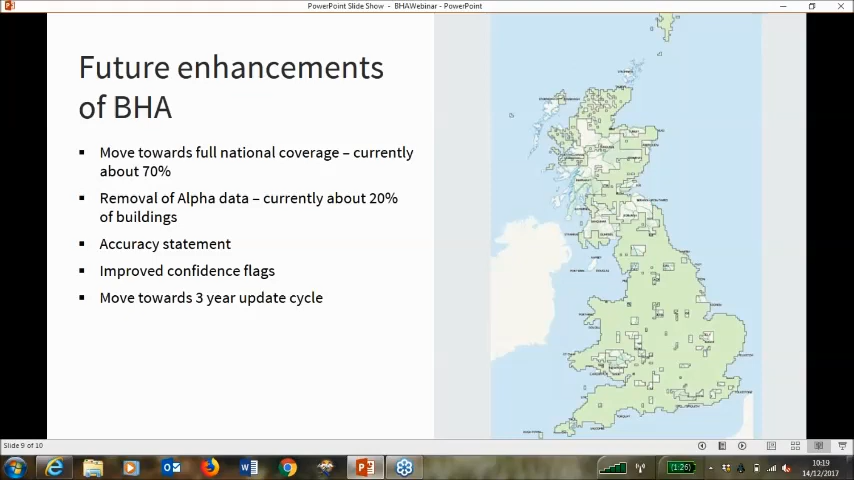 PowerPoint Slide Show - BHAWebinar - PowerPoint
Future enhancements
of BHA
▪ Move towards full national coverage – currently
about 70%
▪ Removal of Alpha data – currently about 20%
of buildings
▪ Accuracy statement
▪ Improved confidence flags
▪ Move towards 3 year update cycle
Slide 9 of 10
(1:26)
10:19
14/12/2017